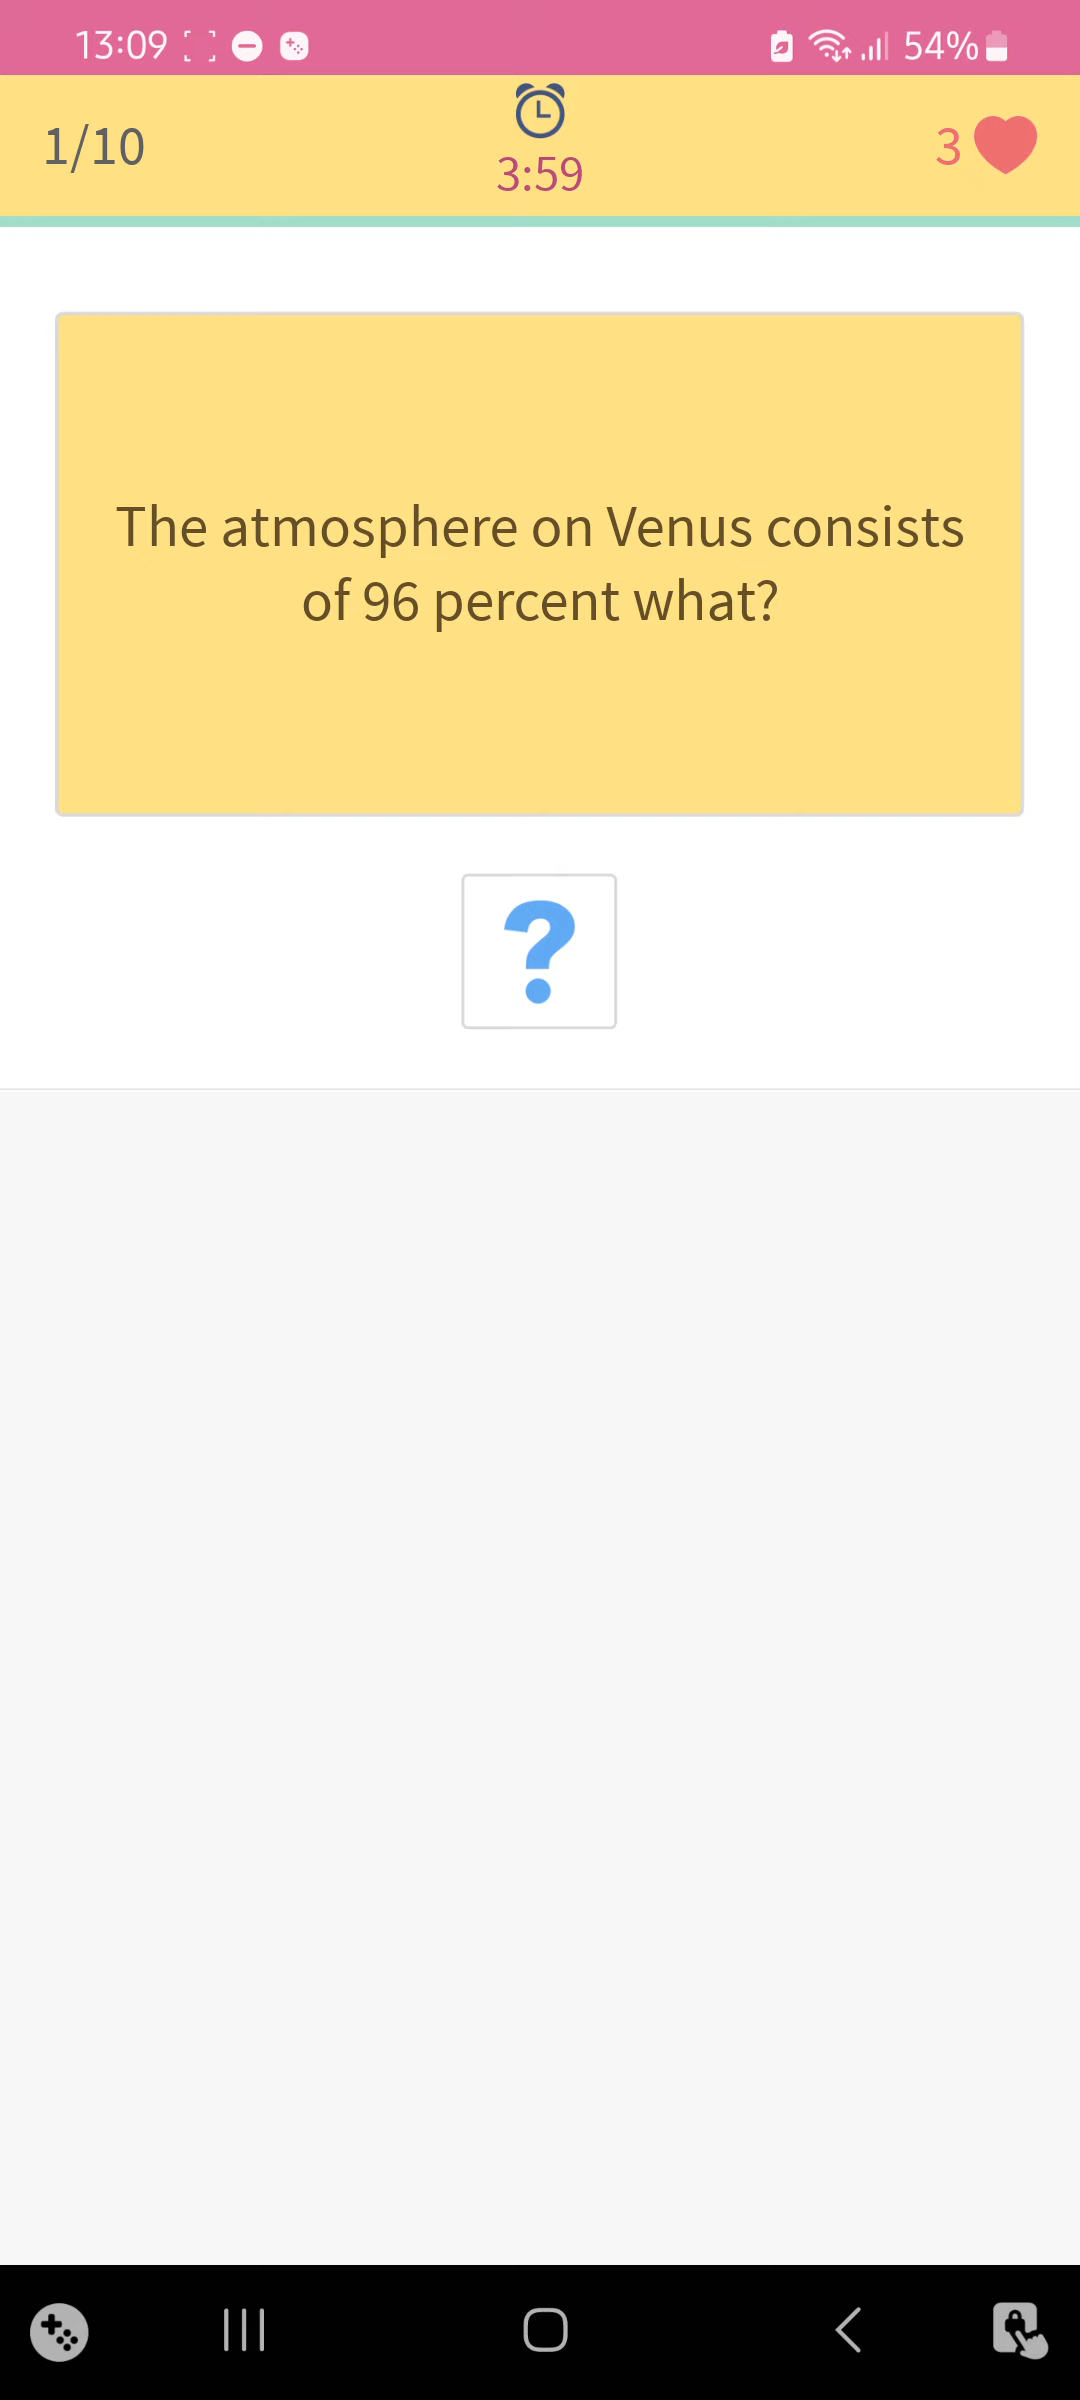 13:09 54%
1/10 3:59 3
The atmosphere on Venus consists
of 96 percent what?
?